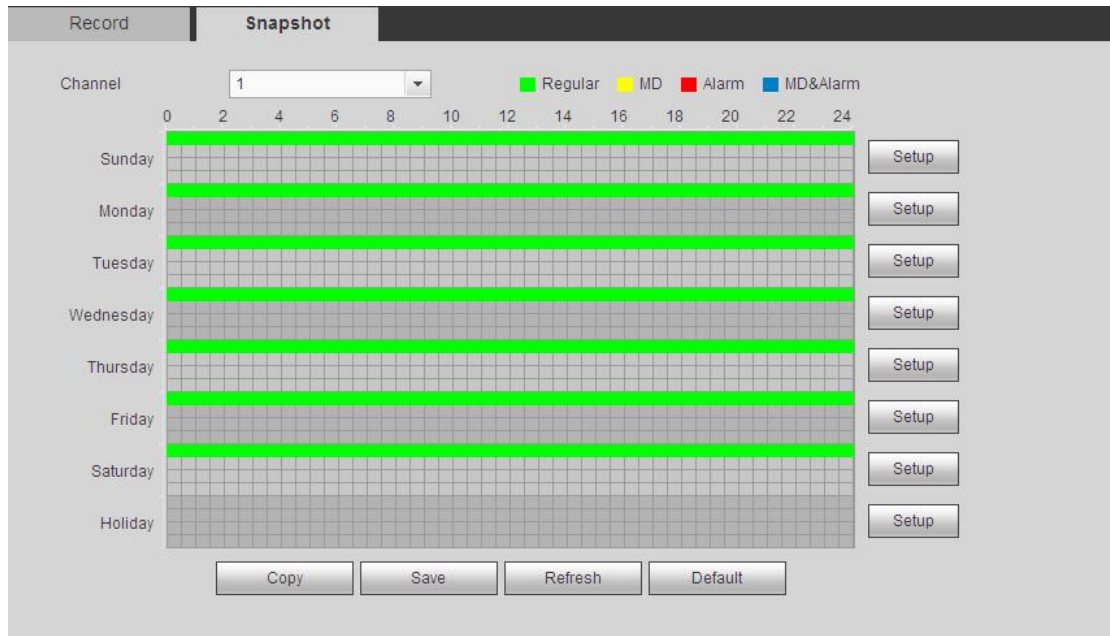 Record Snapshot
Channel 1 Regular MD Alarm MD&Alarm
0 2 4 6 8 10 12 14 16 18 20 22 24
Sunday Setup
Monday Setup
Tuesday Setup
Wednesday Setup
Thursday Setup
Friday Setup
Saturday Setup
Holiday Setup
Copy Save Refresh Default